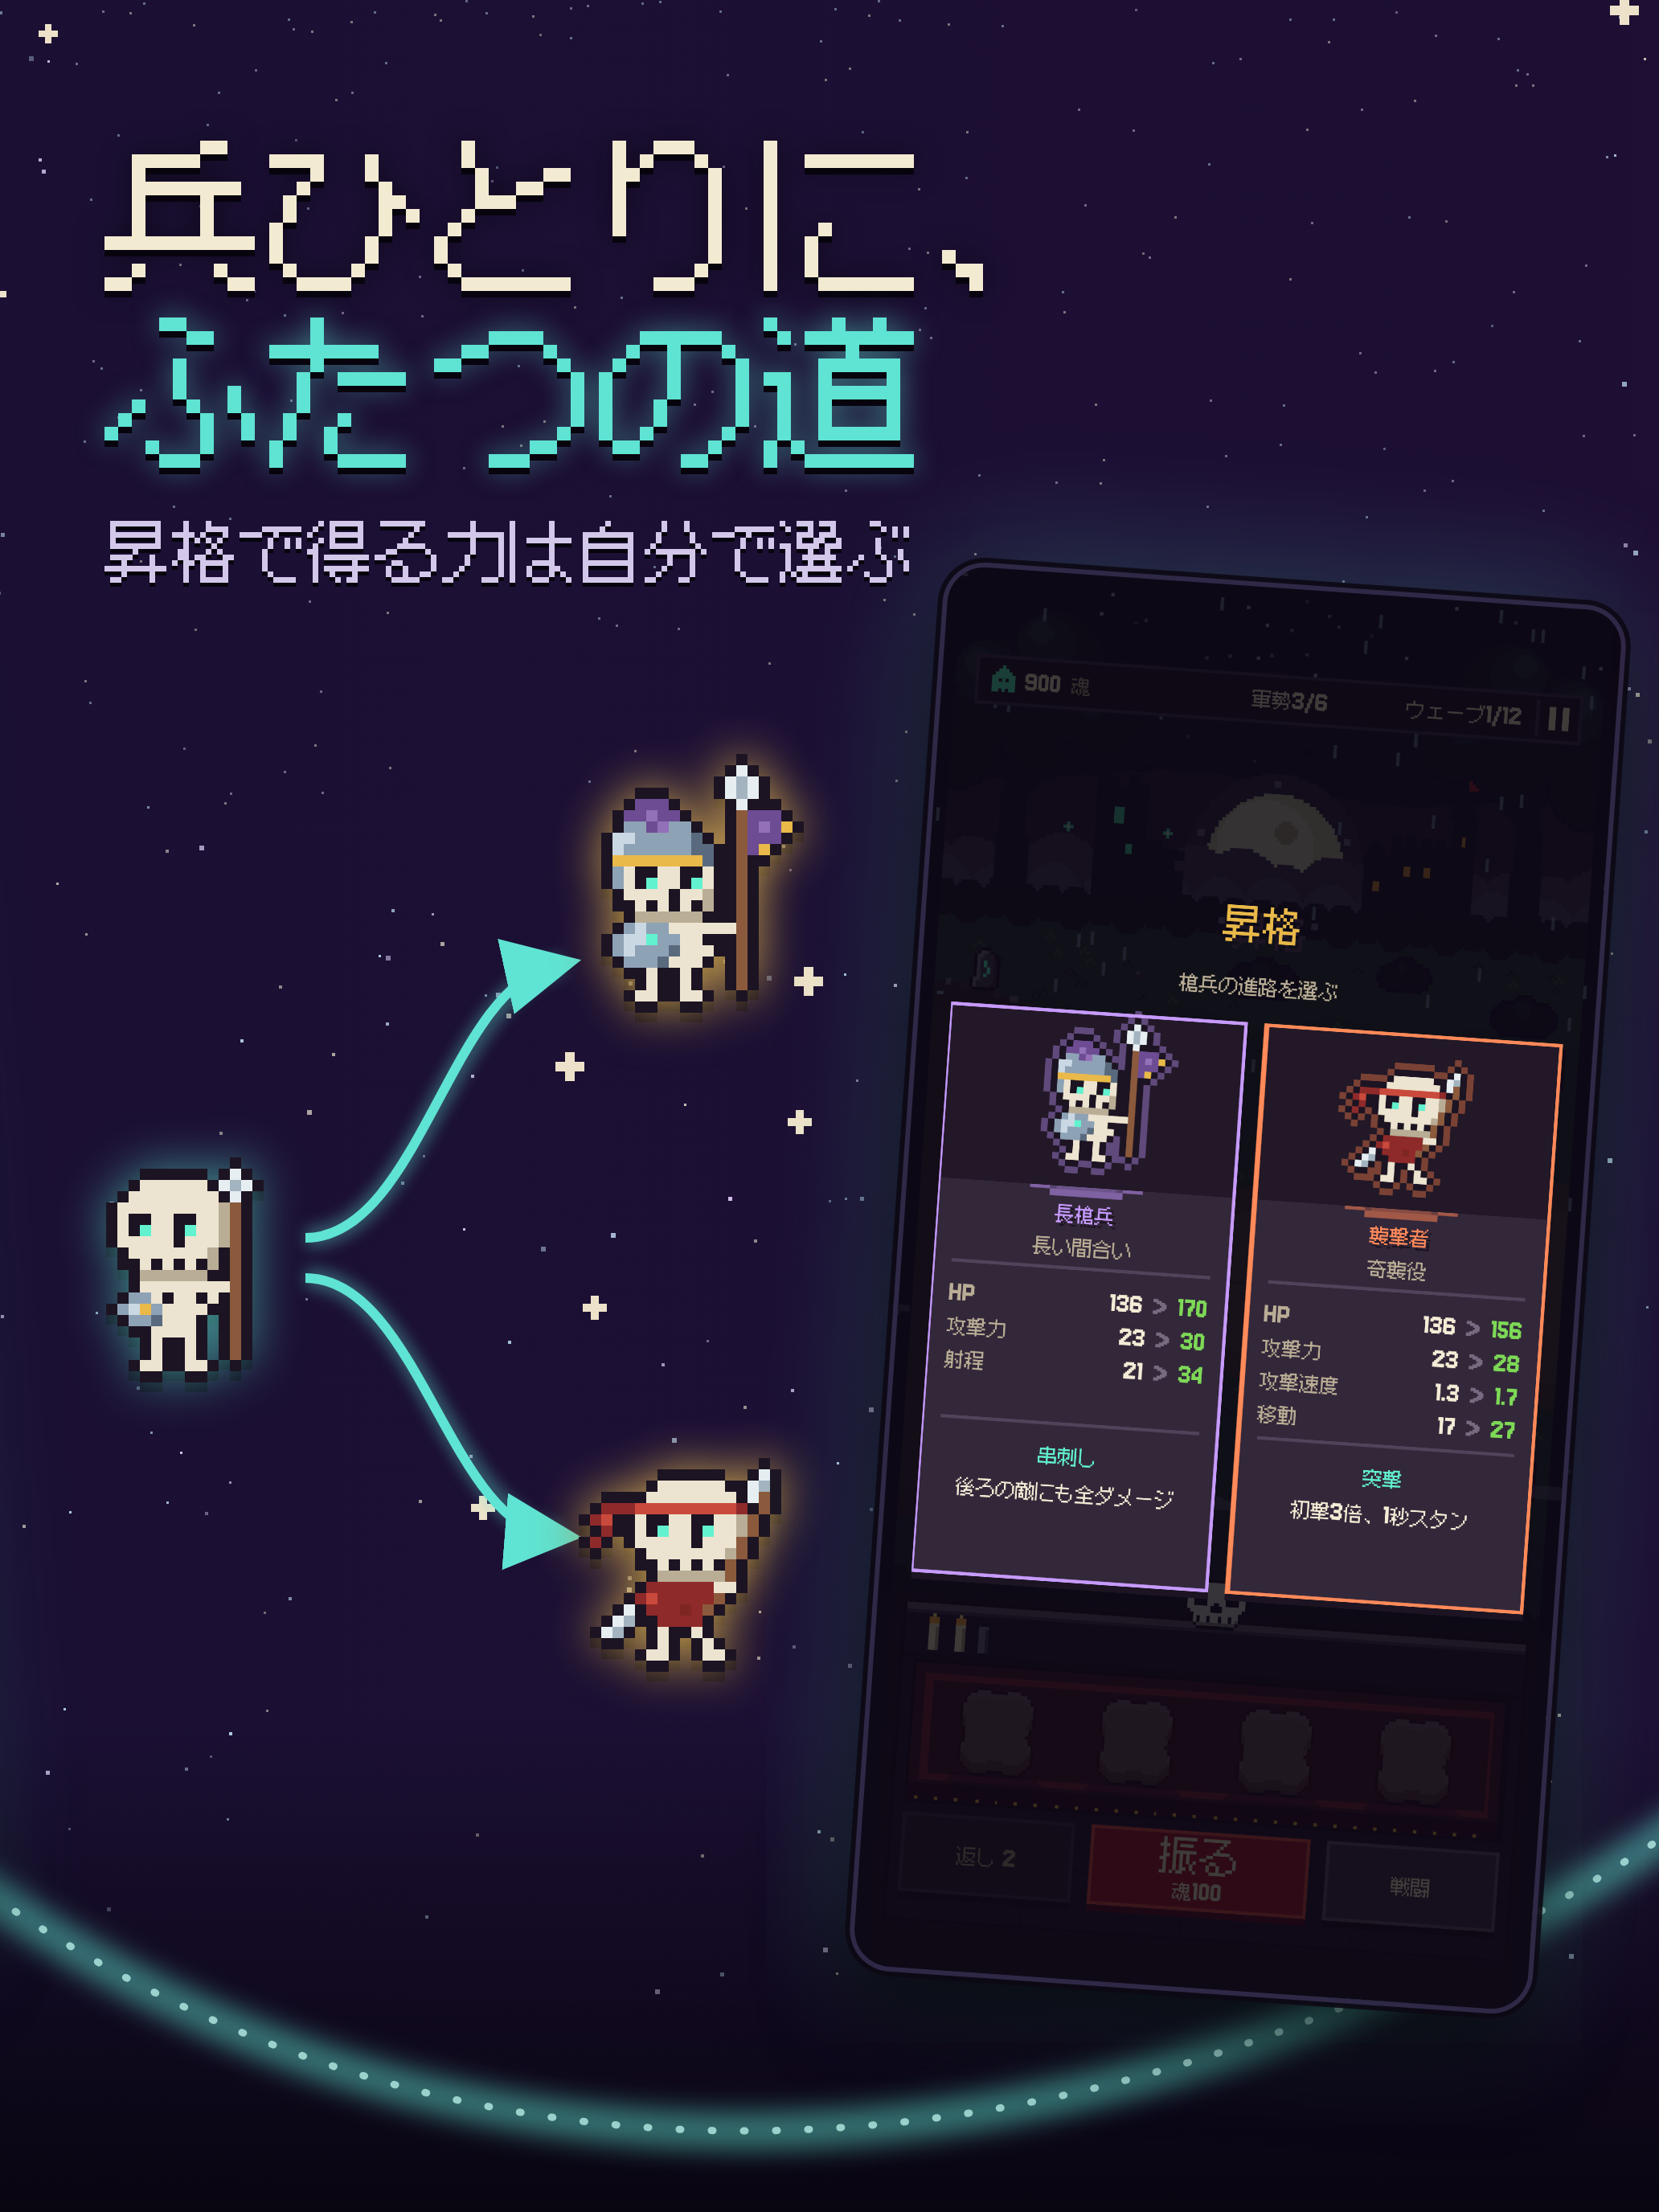 兵ひとりに、
ふたつの道
昇格で得る力は自分で選ぶ
900 魂 軍勢3/6 ウェーブ1/12
昇格
槍兵の進路を選ぶ
長槍兵
長い間合い
HP 136 > 170
攻撃力 23 > 30
射程 21 > 34
串刺し
後ろの敵にも全ダメージ
襲撃者
奇襲役
HP 136 > 156
攻撃力 23 > 28
攻撃速度 1.3 > 1.7
移動 17 > 27
突撃
初撃3倍、1秒スタン
返し 2
振る
魂100
戦闘